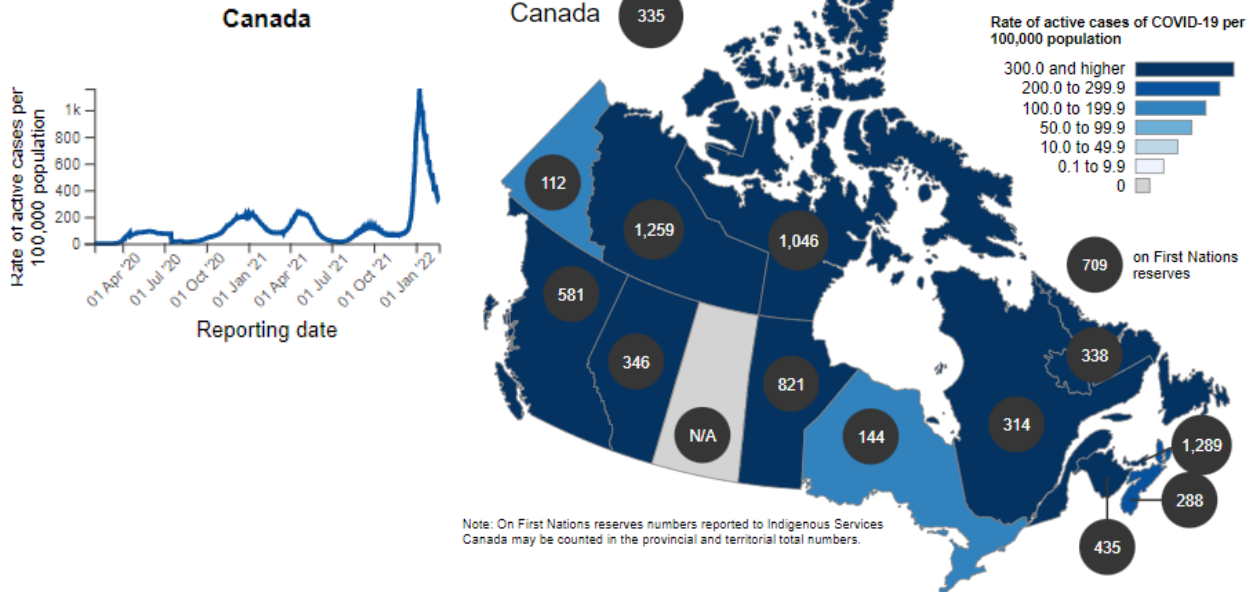 Canada
Rate of active cases per
100,000 population
1k
800
600
400
200
0
01 Apr '20
01 Jul '20
01 Oct '20
01 Jan '21
01 Apr '21
01 Jul '21
01 Oct '21
01 Jan '22
Reporting date
Canada 335
Rate of active cases of COVID-19 per
100,000 population
300.0 and higher
200.0 to 299.9
100.0 to 199.9
50.0 to 99.9
10.0 to 49.9
0.1 to 9.9
0
112
1,259
1,046
709 on First Nations
reserves
581
346
N/A
821
144
314
338
1,289
288
435
Note: On First Nations reserves numbers reported to Indigenous Services
Canada may be counted in the provincial and territorial total numbers.